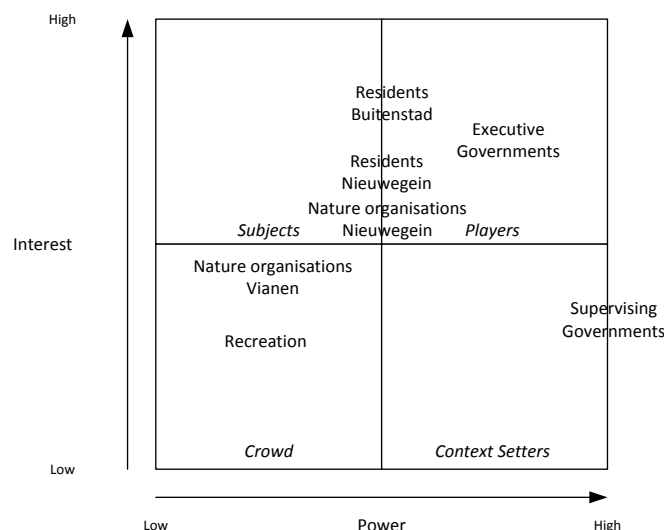 High
Residents
Buitenstad
Executive
Governments
Residents
Nieuwegein
Nature organisations
Nieuwegein
Subjects
Players
Interest
Nature organisations
Vianen
Supervising
Governments
Recreation
Crowd
Context Setters
Low
Low
Power
High